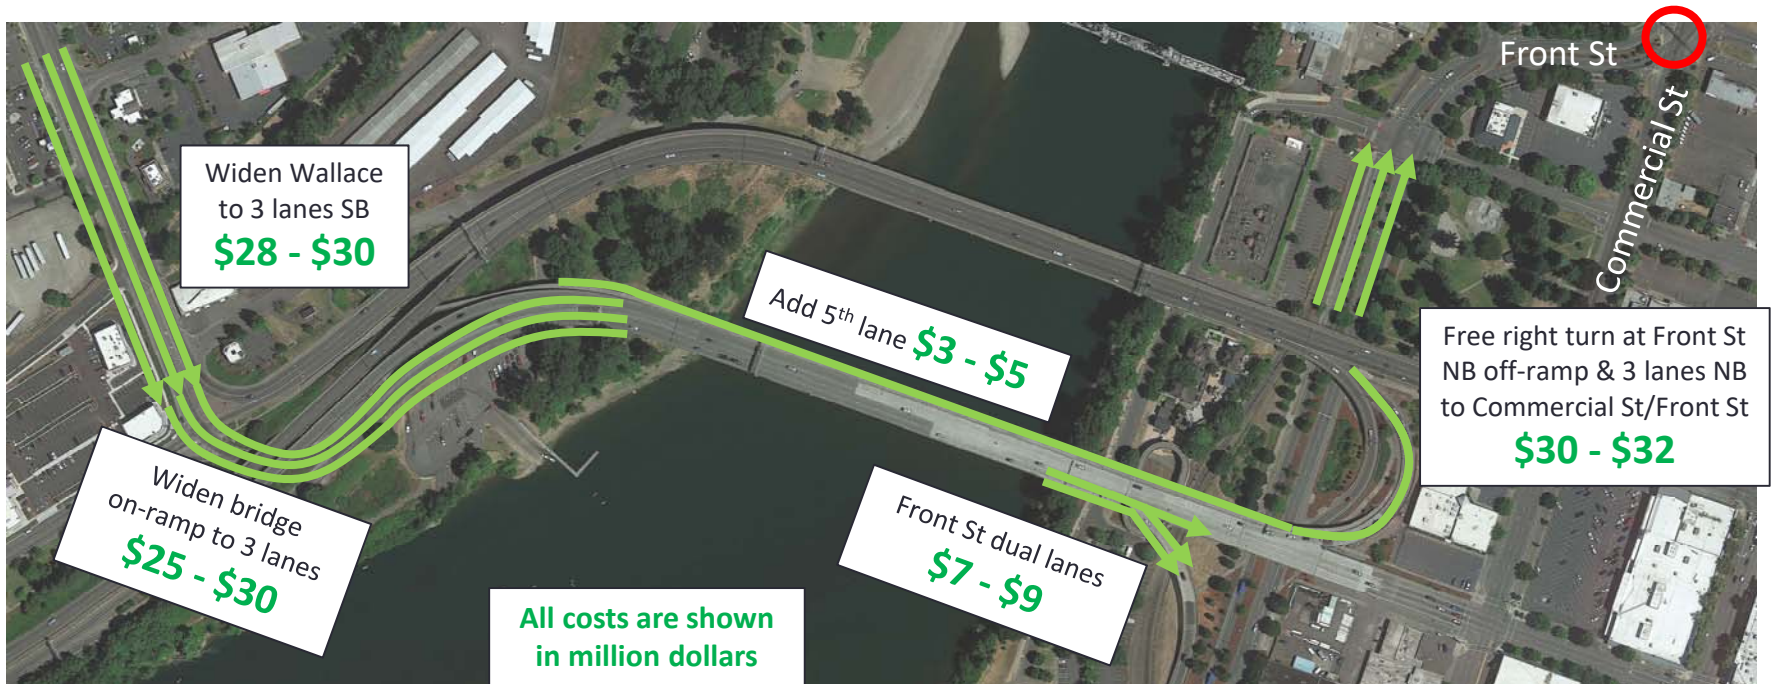 Front St
Commercial St
Widen Wallace
to 3 lanes SB
$28 - $30
Add 5th lane $3 - $5
Free right turn at Front St
NB off-ramp & 3 lanes NB
to Commercial St/Front St
$30 - $32
Widen bridge
on-ramp to 3 lanes
$25 - $30
Front St dual lanes
$7 - $9
All costs are shown
in million dollars